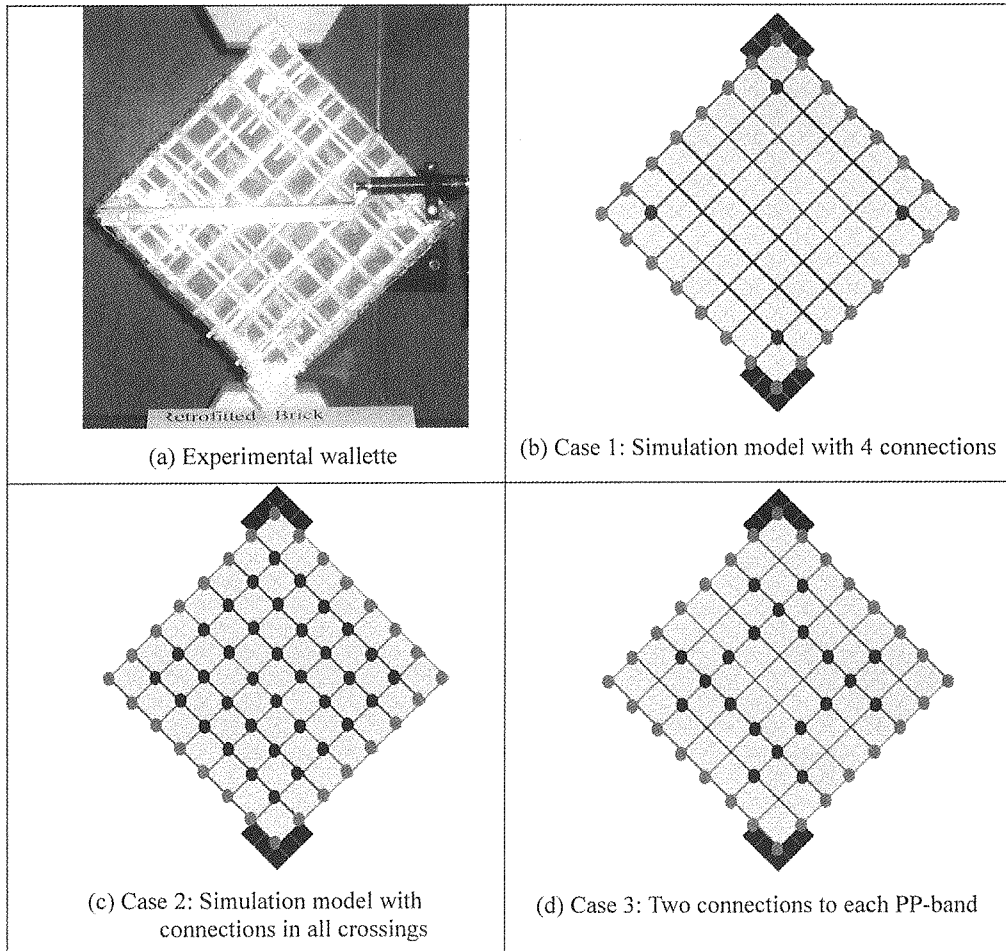 Retrofitted Brick
(a) Experimental wallette
(b) Case 1: Simulation model with 4 connections
(c) Case 2: Simulation model with
connections in all crossings
(d) Case 3: Two connections to each PP-band